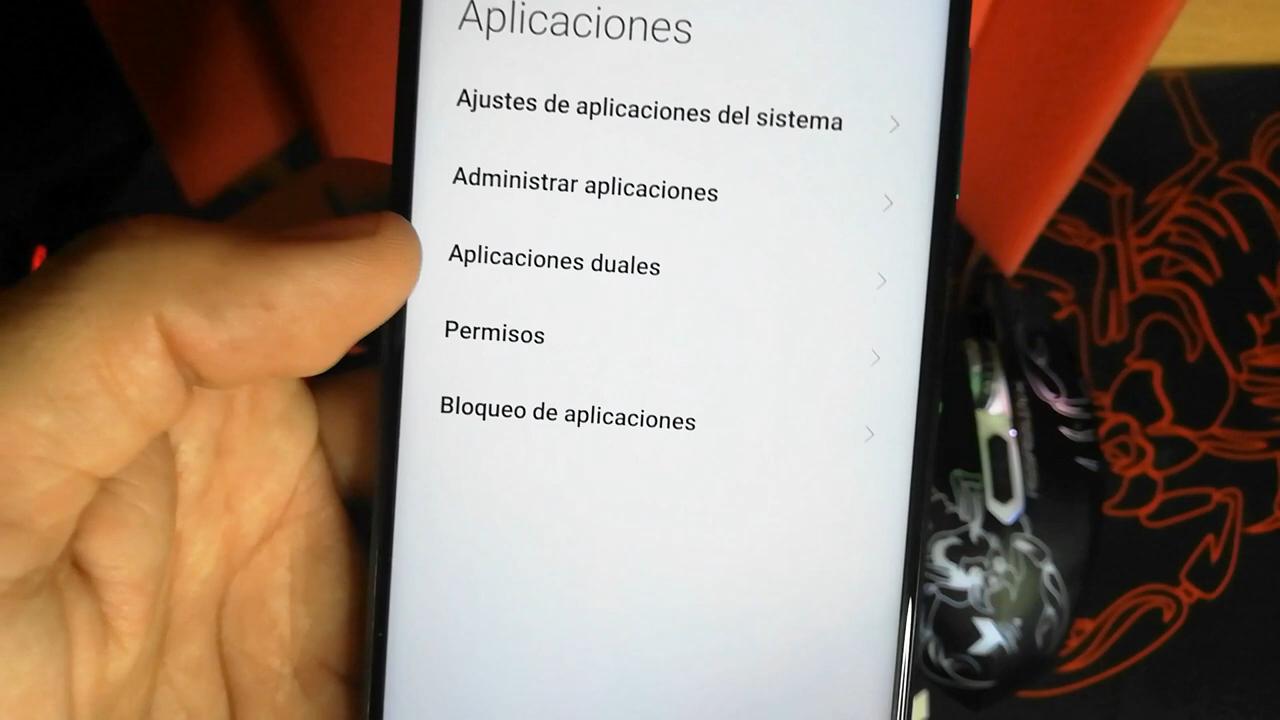 Aplicaciones
Ajustes de aplicaciones del sistema
Administrar aplicaciones
Aplicaciones duales
Permisos
Bloqueo de aplicaciones